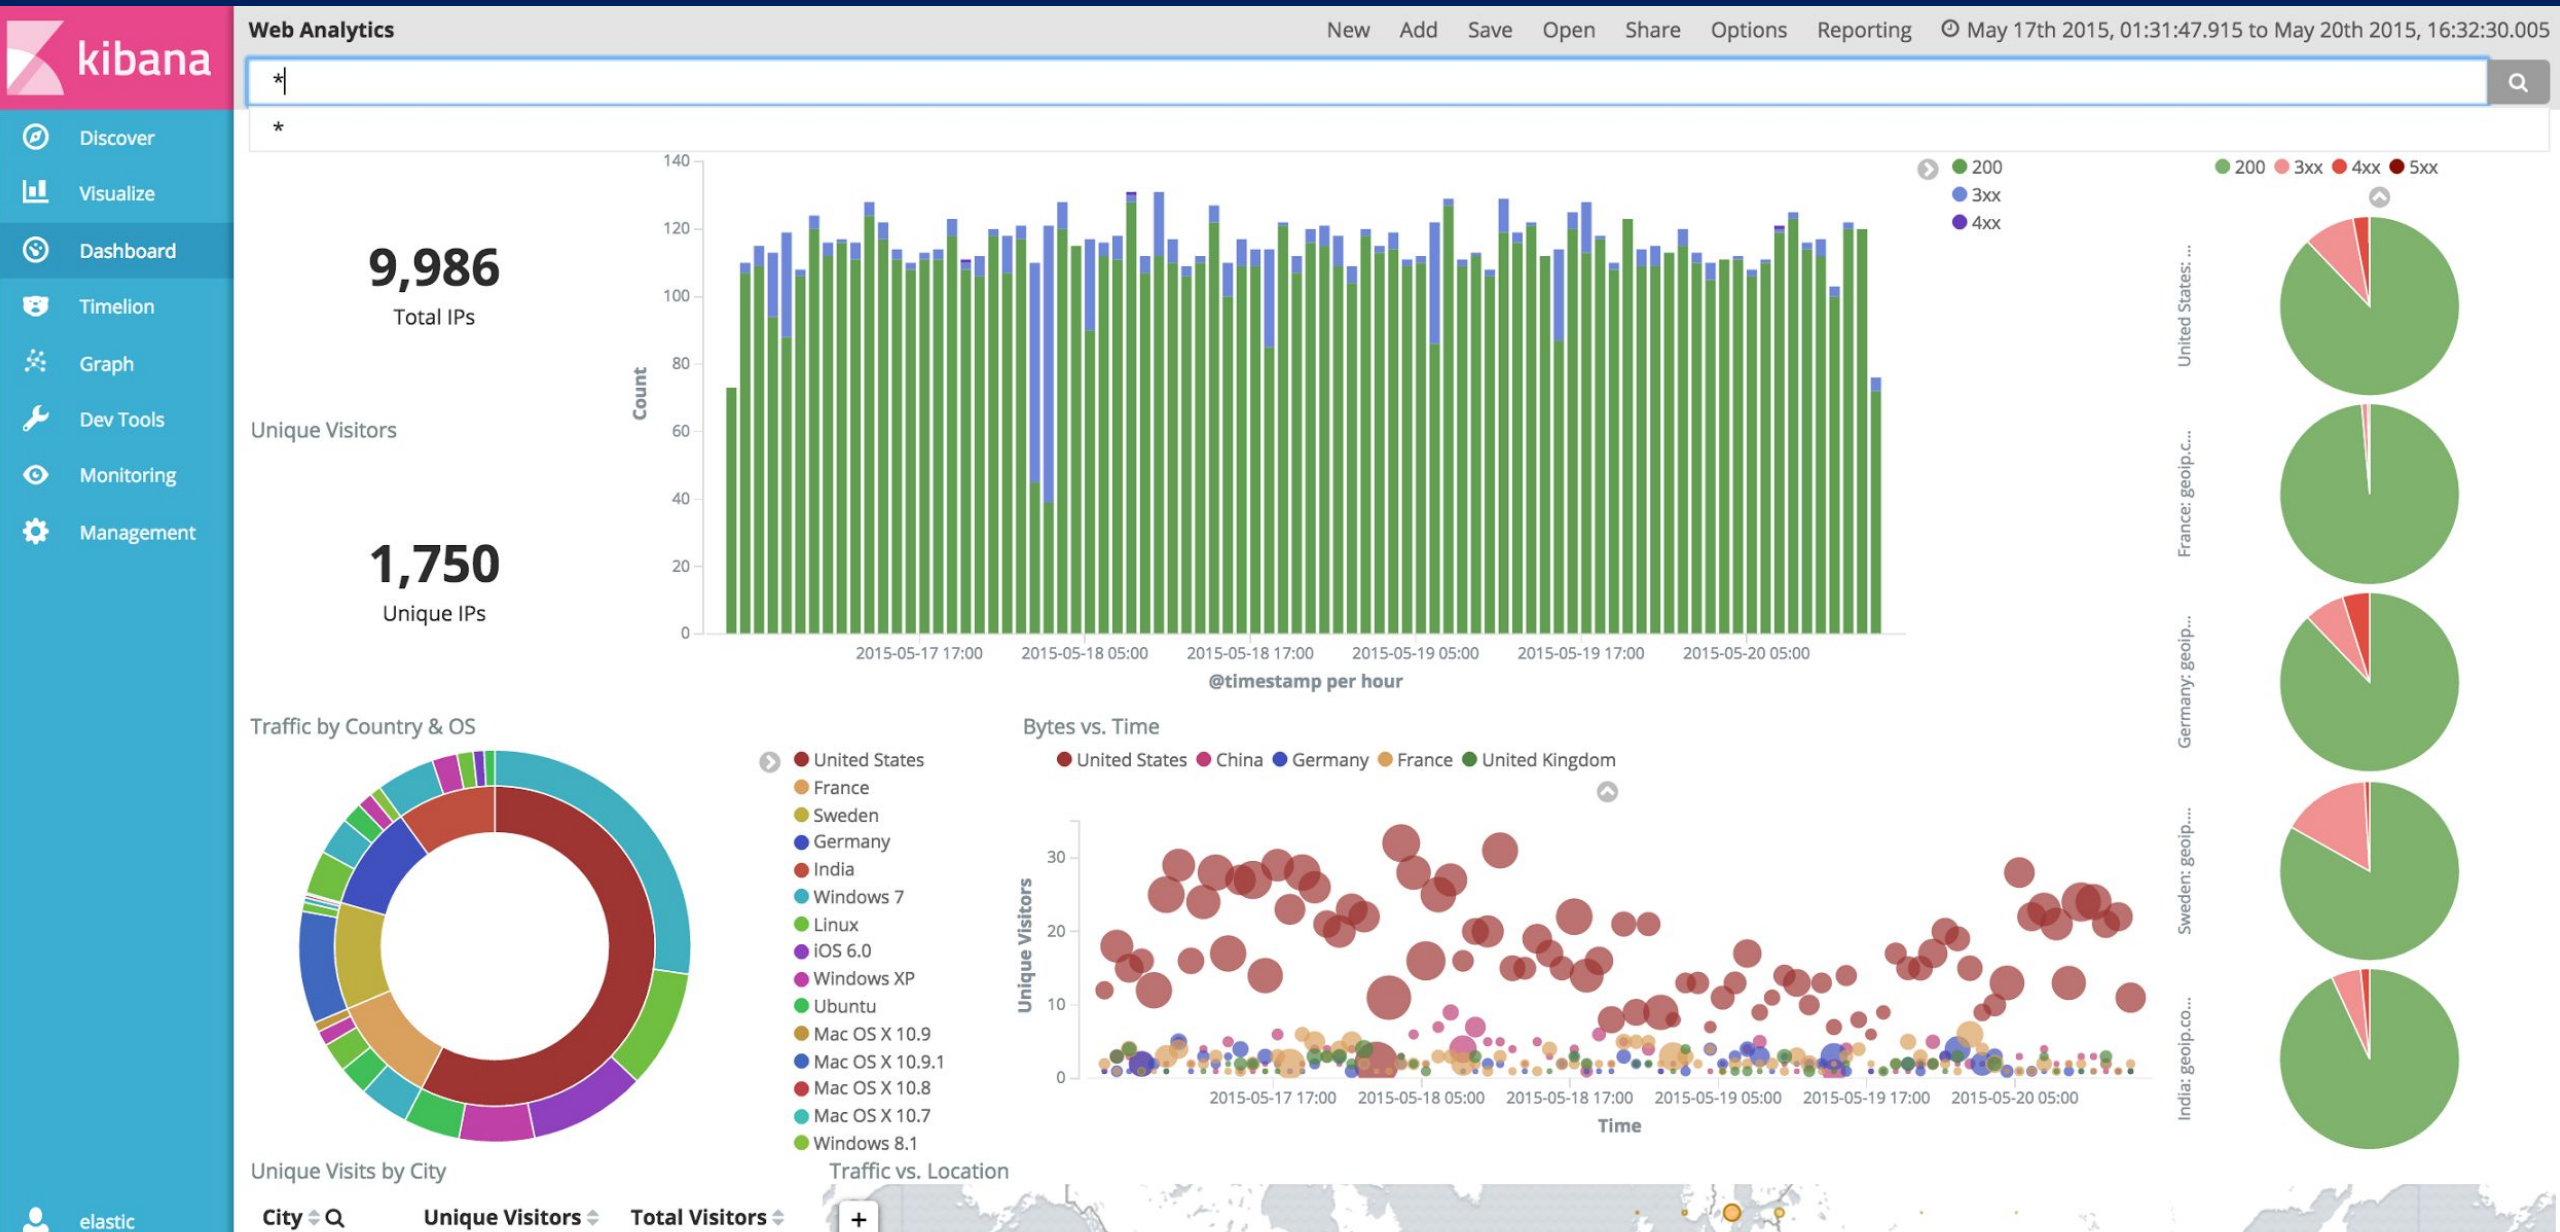 kibana
Discover
Visualize
Dashboard
Timelion
Graph
Dev Tools
Monitoring
Management
elastic
Web Analytics
New Add Save Open Share Options Reporting May 17th 2015, 01:31:47.915 to May 20th 2015, 16:32:30.005
*
*
9,986
Total IPs
Unique Visitors
1,750
Unique IPs
Count
140
120
100
80
60
40
20
0
2015-05-17 17:00 2015-05-18 05:00 2015-05-18 17:00 2015-05-19 05:00 2015-05-19 17:00 2015-05-20 05:00
@timestamp per hour
200
3xx
4xx
200 3xx 4xx 5xx
United States: ...
France: geoip.c...
Germany: geoip...
Sweden: geoip....
India: geoip.co...
Traffic by Country & OS
United States
France
Sweden
Germany
India
Windows 7
Linux
iOS 6.0
Windows XP
Ubuntu
Mac OS X 10.9
Mac OS X 10.9.1
Mac OS X 10.8
Mac OS X 10.7
Windows 8.1
Bytes vs. Time
United States China Germany France United Kingdom
Unique Visitors
30
20
10
0
2015-05-17 17:00 2015-05-18 05:00 2015-05-18 17:00 2015-05-19 05:00 2015-05-19 17:00 2015-05-20 05:00
Time
Unique Visits by City
City Unique Visitors Total Visitors
Traffic vs. Location
+